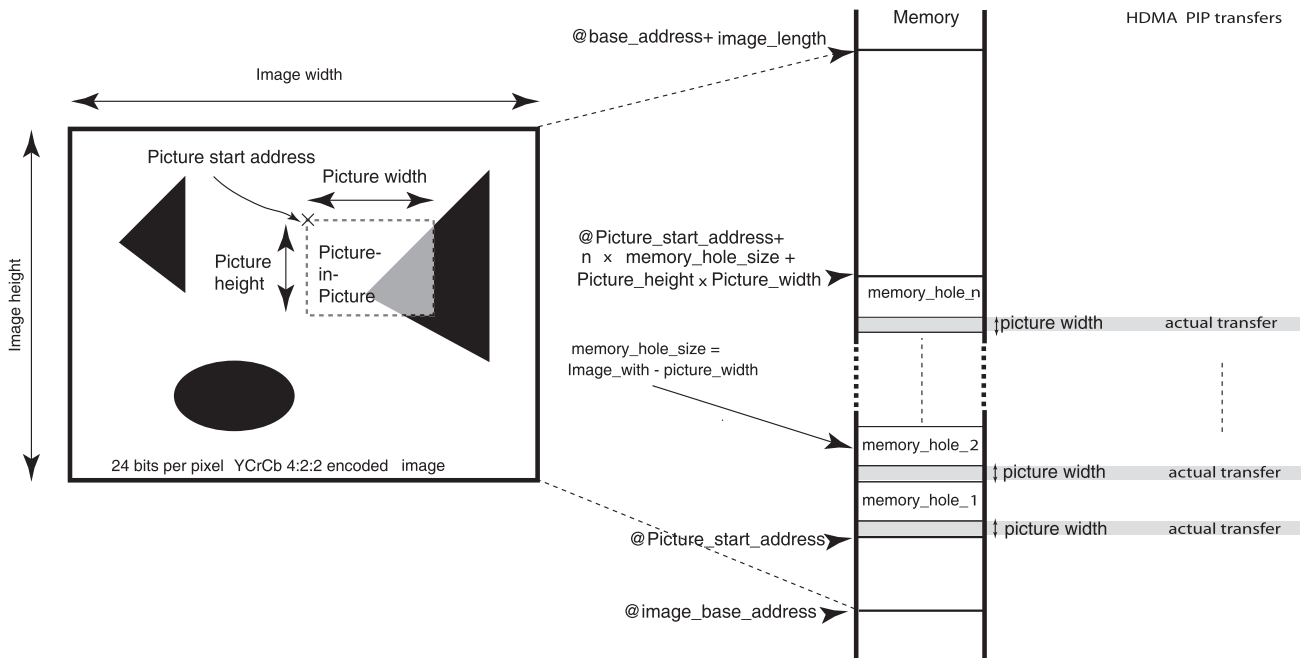 Memory
HDMA PIP transfers
@base_address+ image_length
Image width
Picture start address
Picture width
Image height
Picture
height
Picture-
in-
Picture
24 bits per pixel YCrCb 4:2:2 encoded image
@Picture_start_address+
n x memory_hole_size +
Picture_height x Picture_width
memory_hole_n
picture width actual transfer
memory_hole_size =
Image_with - picture_width
memory_hole_2
picture width actual transfer
memory_hole_1
picture width actual transfer
@Picture_start_address
@image_base_address